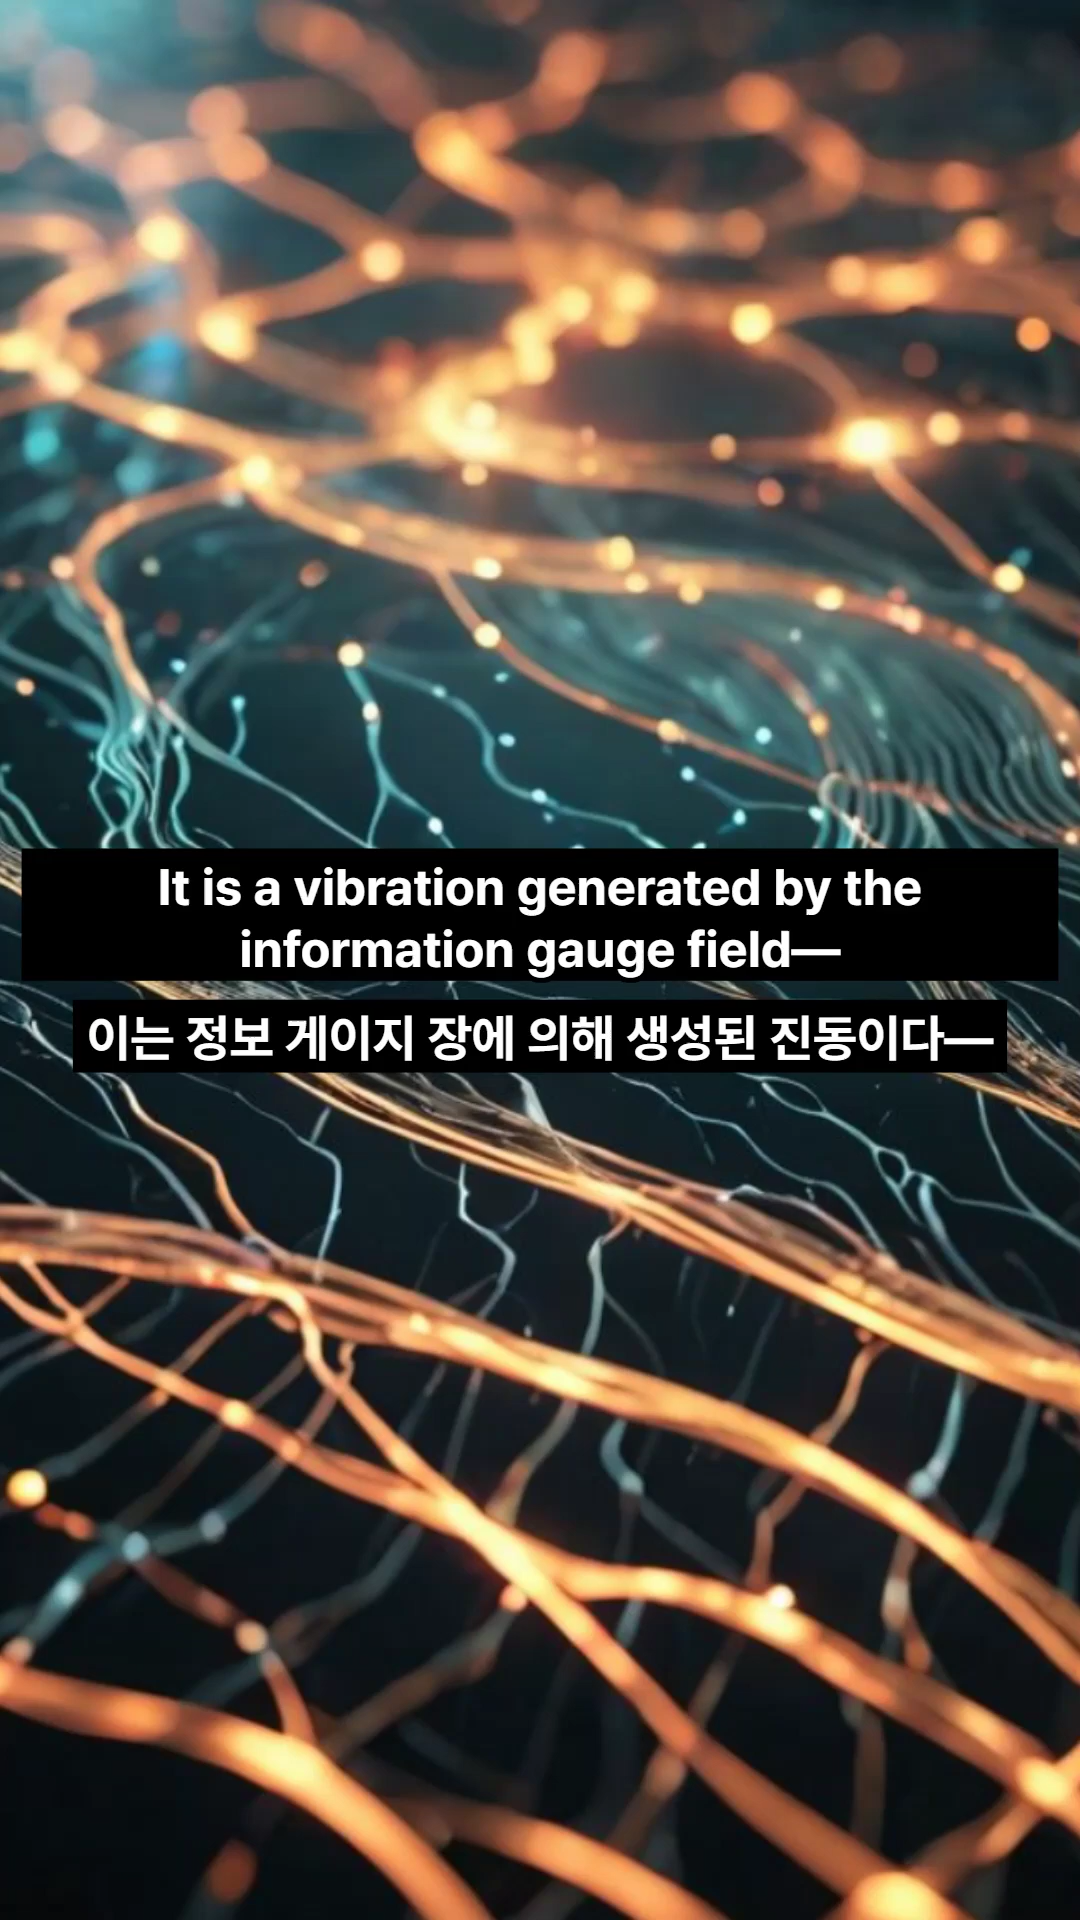 It is a vibration generated by the
information gauge field—
이는 정보 게이지 장에 의해 생성된 진동이다—